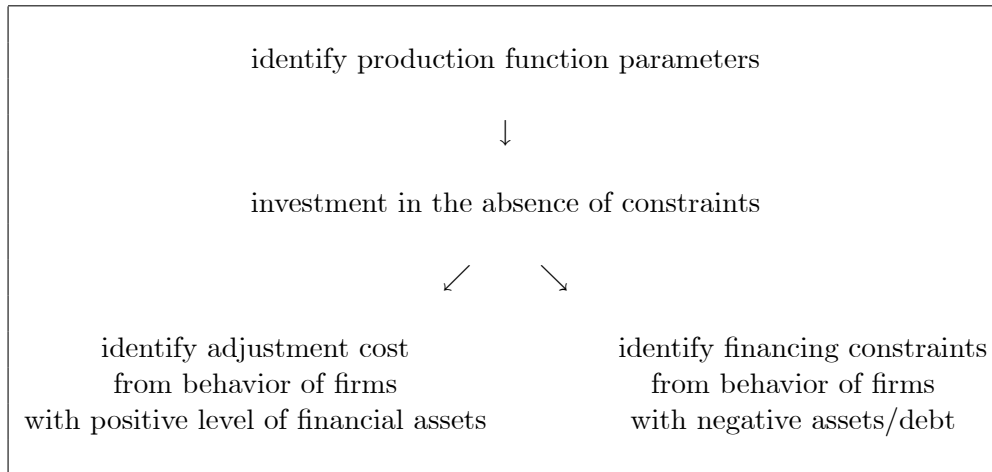 identify production function parameters
↓
investment in the absence of constraints
↙ ↘
identify adjustment cost
from behavior of firms
with positive level of financial assets
identify financing constraints
from behavior of firms
with negative assets/debt